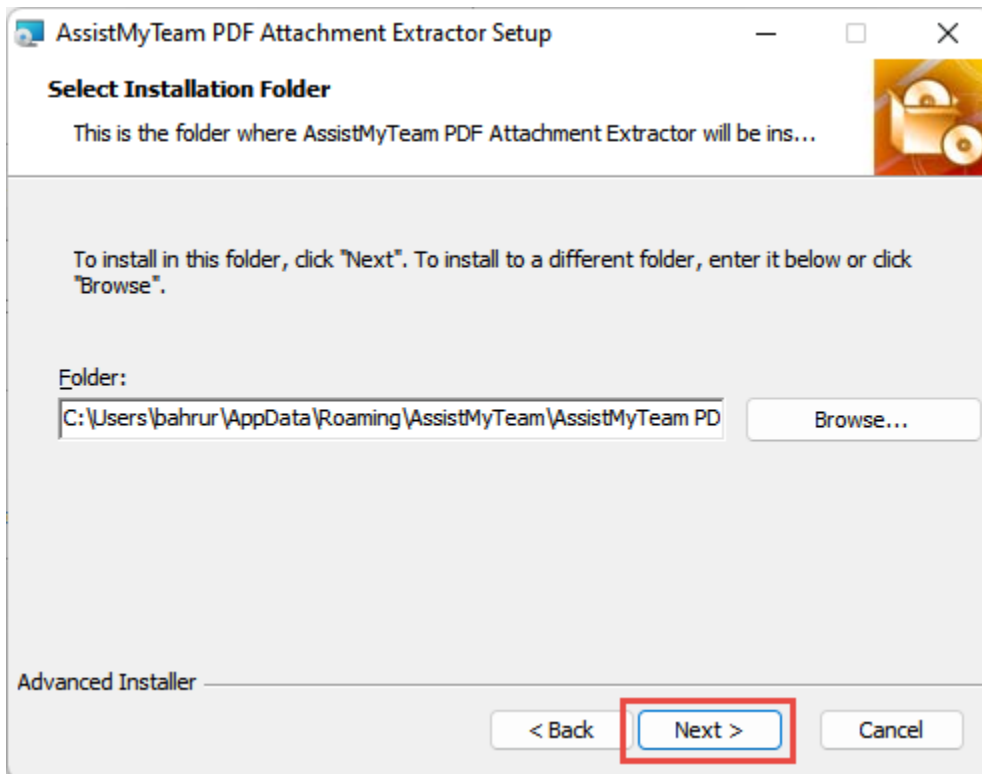 AssistMyTeam PDF Attachment Extractor Setup
Select Installation Folder
This is the folder where AssistMyTeam PDF Attachment Extractor will be ins...
To install in this folder, click "Next". To install to a different folder, enter it below or click
"Browse".
Folder:
C:\Users\bahrur\AppData\Roaming\AssistMyTeam\AssistMyTeam PD
Browse...
Advanced Installer
< Back
Next >
Cancel